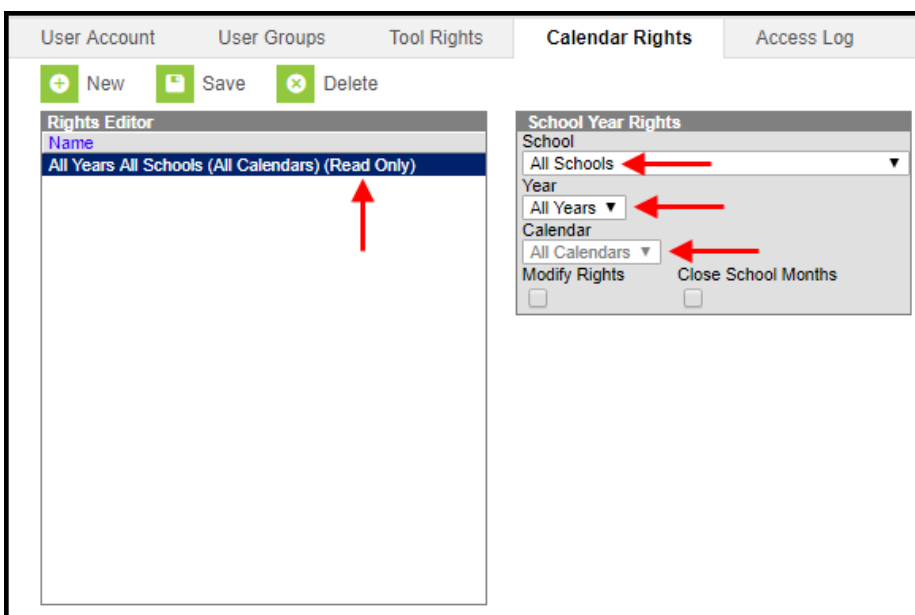 User Account User Groups Tool Rights Calendar Rights Access Log
New Save Delete
Rights Editor
Name
All Years All Schools (All Calendars) (Read Only)
School Year Rights
School
All Schools
Year
All Years
Calendar
All Calendars
Modify Rights Close School Months